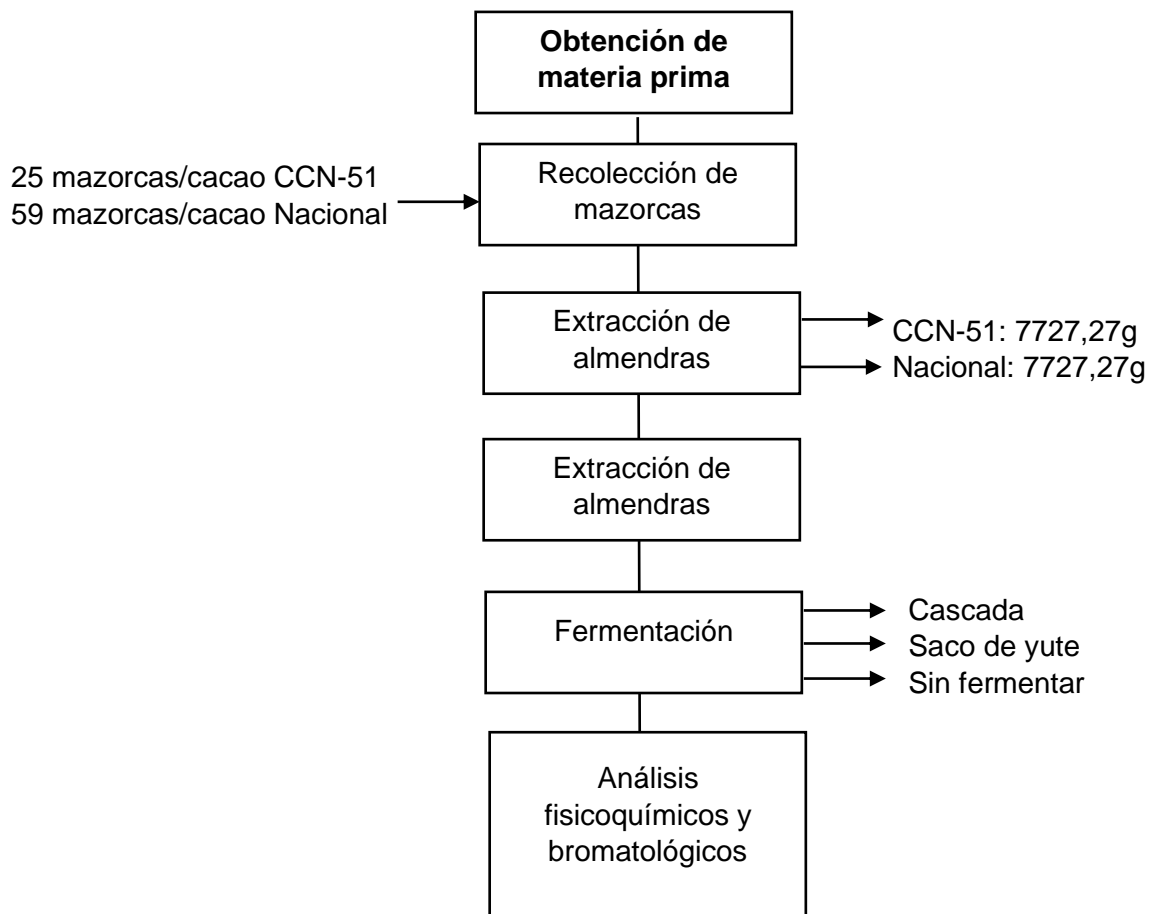 Obtención de
materia prima
25 mazorcas/cacao CCN-51
59 mazorcas/cacao Nacional
Recolección de
mazorcas
Extracción de
almendras
CCN-51: 7727,27g
Nacional: 7727,27g
Extracción de
almendras
Fermentación
Cascada
Saco de yute
Sin fermentar
Análisis
fisicoquímicos y
bromatológicos